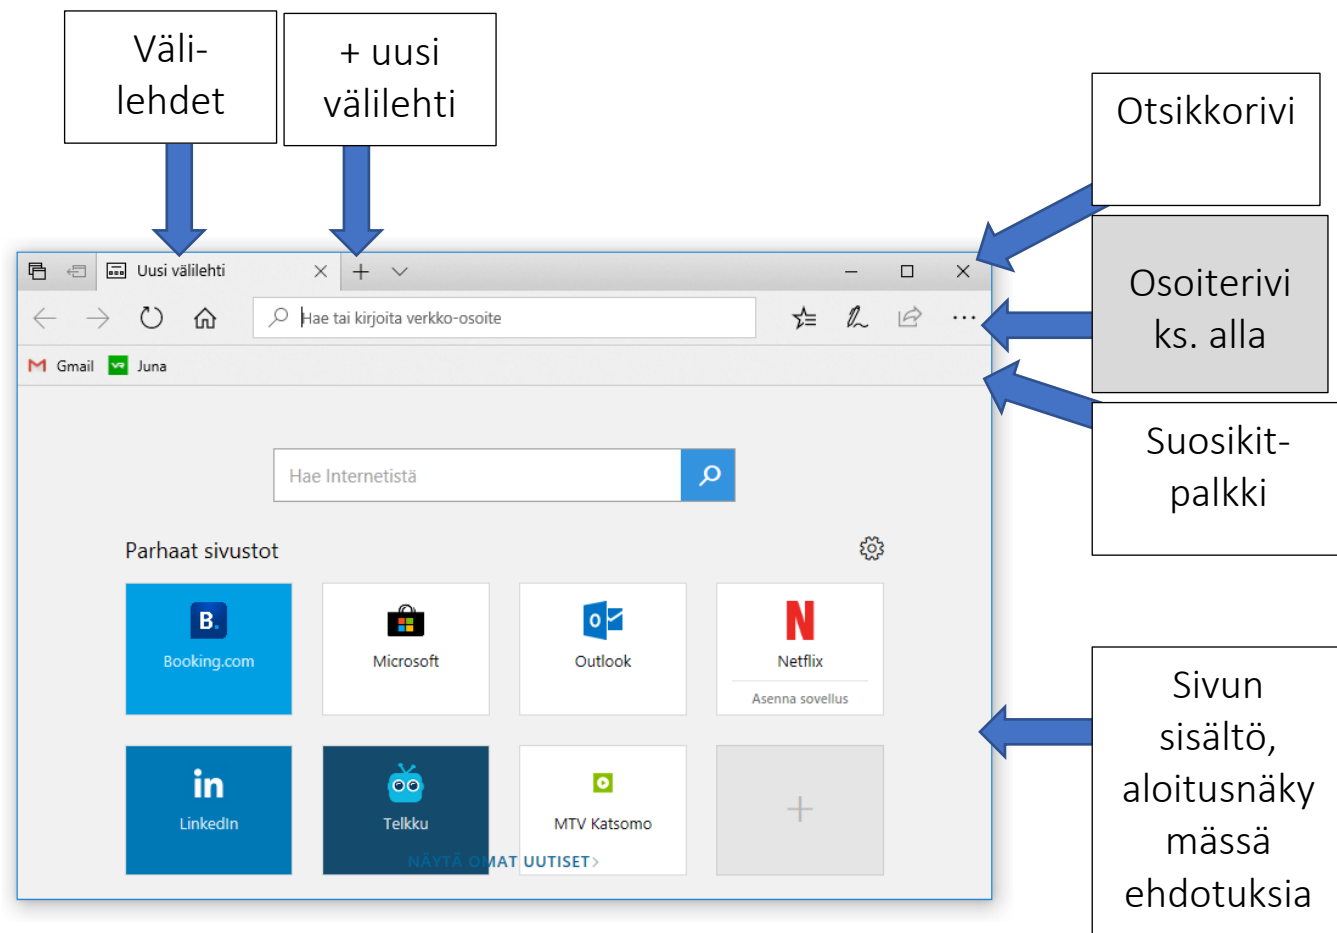 Väli-
lehdet
+ uusi
välilehti
Otsikkorivi
Osoiterivi
ks. alla
Suosikit-
palkki
Sivun
sisältö,
aloitusnäky
mässä
ehdotuksia
Uusi välilehti
Hae tai kirjoita verkko-osoite
Gmail VR Juna
Hae Internetistä
Parhaat sivustot
B.
Booking.com
Microsoft
Outlook
N
Netflix
Asenna sovellus
in
LinkedIn
Telkku
MTV Katsomo
NÄYTÄ OMAT UUTISET